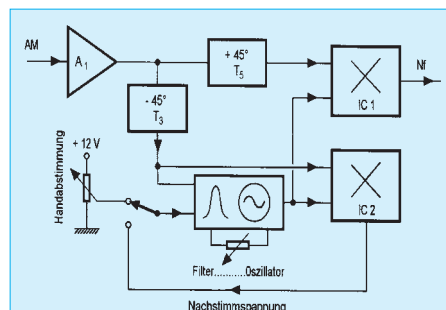 AM
A1
+ 45°
T5
IC 1
Nf
- 45°
T3
+ 12 V
Handabstimmung
IC 2
Filter..........Oszillator
Nachstimmspannung